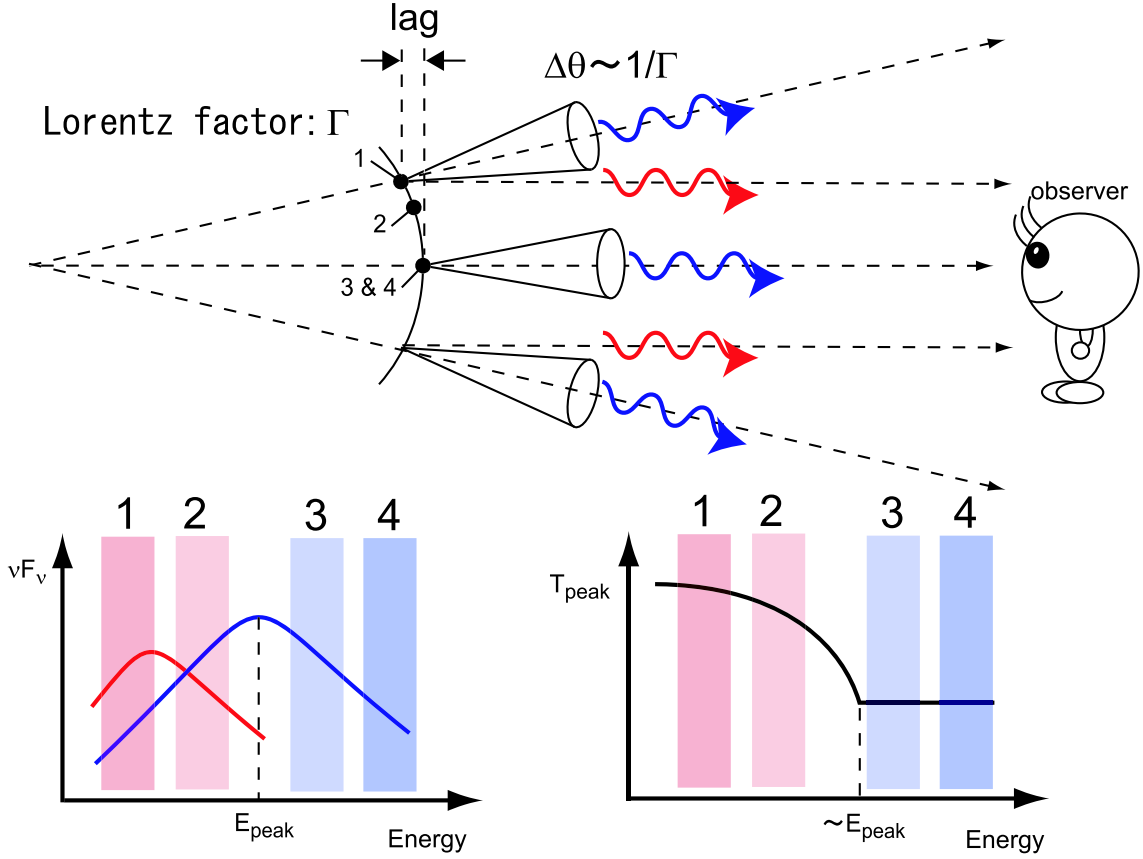 lag
Δθ～1/Γ
Lorentz factor: Γ
1
2
3 & 4
observer
1 2 3 4
νFν
Epeak
Energy
1 2 3 4
Tpeak
～Epeak
Energy